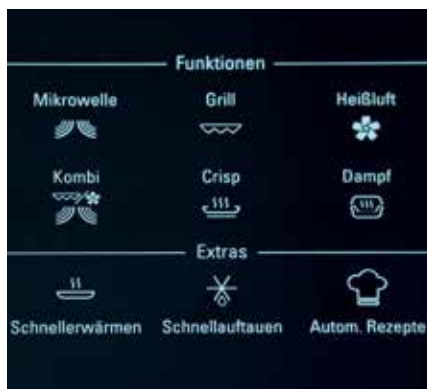 Funktionen
Mikrowelle Grill Heißluft
Kombi Crisp Dampf
Extras
Schnellerwärmen Schnellauftauen Autom. Rezepte